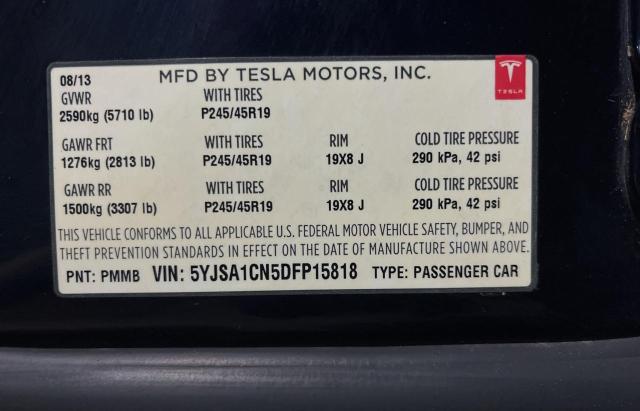 08/13 MFD BY TESLA MOTORS, INC.
TESLA
GVWR WITH TIRES
2590kg (5710 lb) P245/45R19
GAWR FRT WITH TIRES RIM COLD TIRE PRESSURE
1276kg (2813 lb) P245/45R19 19X8 J 290 kPa, 42 psi
GAWR RR WITH TIRES RIM COLD TIRE PRESSURE
1500kg (3307 lb) P245/45R19 19X8 J 290 kPa, 42 psi
THIS VEHICLE CONFORMS TO ALL APPLICABLE U.S. FEDERAL MOTOR VEHICLE SAFETY, BUMPER, AND
THEFT PREVENTION STANDARDS IN EFFECT ON THE DATE OF MANUFACTURE SHOWN ABOVE.
PNT: PMMB VIN: 5YJSA1CN5DFP15818 TYPE: PASSENGER CAR